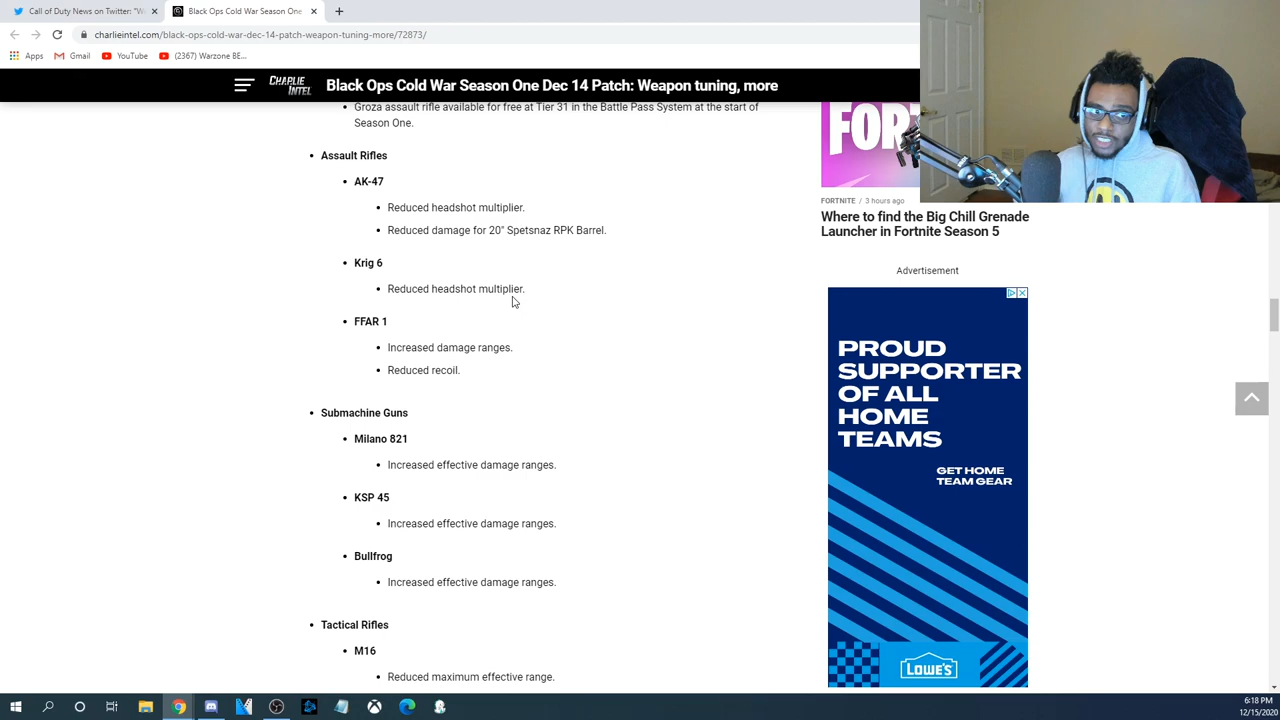 Call of Duty News on Twitter: "W
Black Ops Cold War Season One
charlieintel.com/black-ops-cold-war-dec-14-patch-weapon-tuning-more/72873/
Apps
Gmail
YouTube
(2367) Warzone BE...
CHARLIE
INTEL
Black Ops Cold War Season One Dec 14 Patch: Weapon tuning, more
Groza assault rifle available for free at Tier 31 in the Battle Pass System at the start of
Season One.
Assault Rifles
AK-47
Reduced headshot multiplier.
Reduced damage for 20" Spetsnaz RPK Barrel.
Krig 6
Reduced headshot multiplier.
FFAR 1
Increased damage ranges.
Reduced recoil.
Submachine Guns
Milano 821
Increased effective damage ranges.
KSP 45
Increased effective damage ranges.
Bullfrog
Increased effective damage ranges.
Tactical Rifles
M16
Reduced maximum effective range.
FOR
FORTNITE / 3 hours ago
Where to find the Big Chill Grenade
Launcher in Fortnite Season 5
Advertisement
PROUD
SUPPORTER
OF ALL
HOME
TEAMS
GET HOME
TEAM GEAR
LOWE'S
6:18 PM
12/15/2020